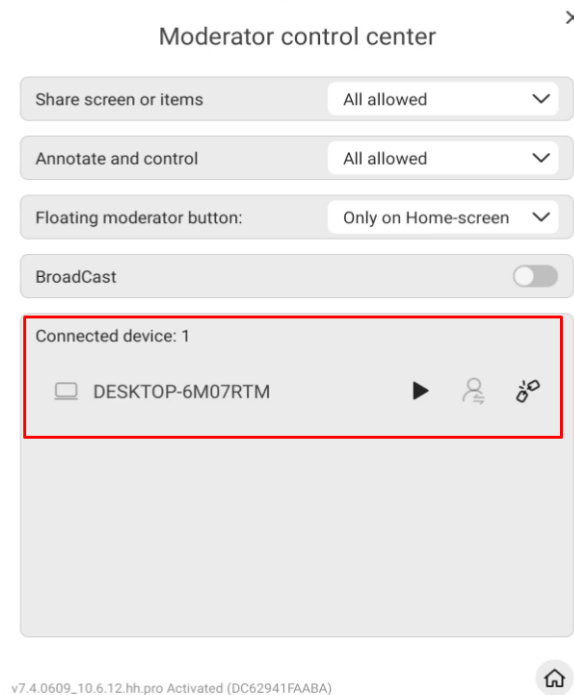 Moderator control center
Share screen or items All allowed
Annotate and control All allowed
Floating moderator button: Only on Home-screen
BroadCast
Connected device: 1
DESKTOP-6M07RTM
v7.4.0609_10.6.12.hh.pro Activated (DC62941FAABA)